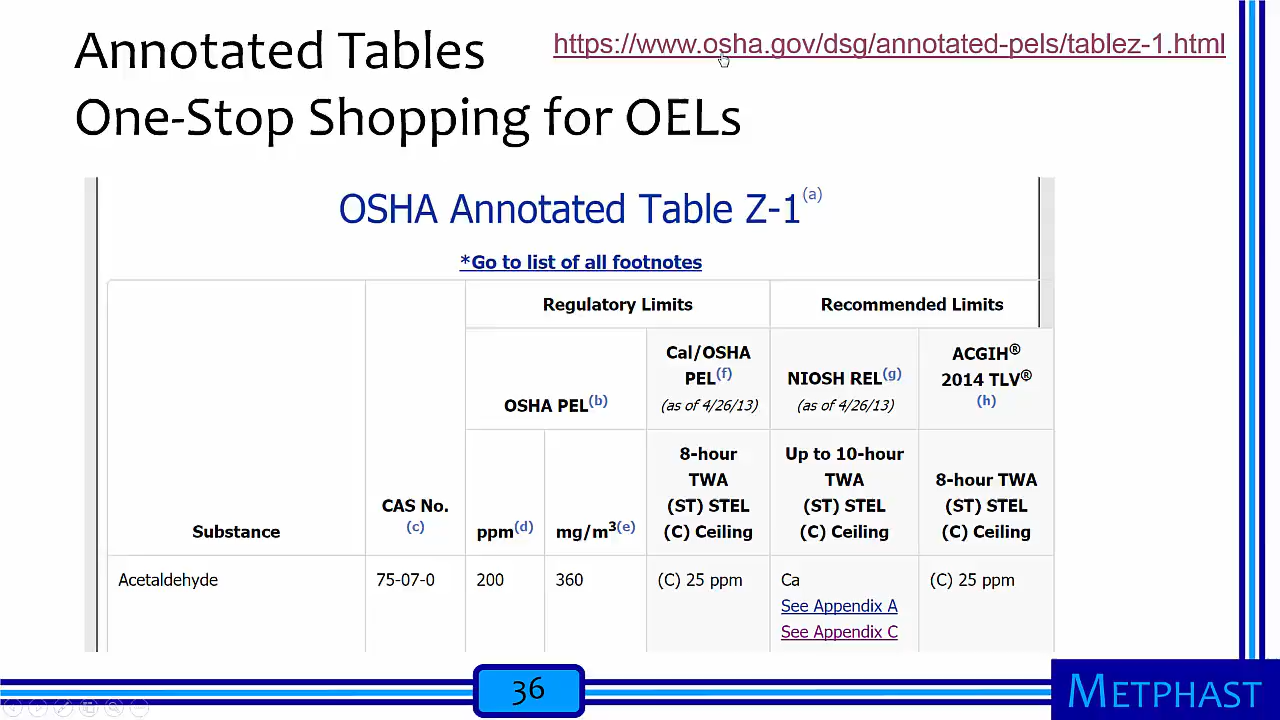 Annotated Tables
https://www.osha.gov/dsg/annotated-pels/tablez-1.html
One-Stop Shopping for OELs
OSHA Annotated Table Z-1(a)
*Go to list of all footnotes
Regulatory Limits
Recommended Limits
OSHA PEL(b)
Cal/OSHA
PEL(f)
(as of 4/26/13)
NIOSH REL(g)
(as of 4/26/13)
ACGIH®
2014 TLV®
(h)
Substance
CAS No.
(c)
ppm(d)
mg/m3(e)
8-hour
TWA
(ST) STEL
(C) Ceiling
Up to 10-hour
TWA
(ST) STEL
(C) Ceiling
8-hour TWA
(ST) STEL
(C) Ceiling
Acetaldehyde
75-07-0
200
360
(C) 25 ppm
Ca
See Appendix A
See Appendix C
(C) 25 ppm
36
METPHAST